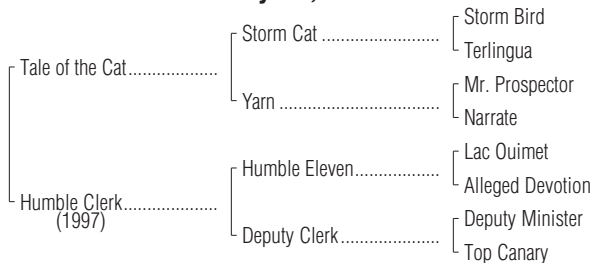 Storm Bird
Storm Cat ........................
Terlingua
Tale of the Cat..................
Mr. Prospector
Yarn ................................
Narrate
Lac Ouimet
Humble Eleven.................
Alleged Devotion
Humble Clerk...................
(1997)
Deputy Minister
Deputy Clerk....................
Top Canary